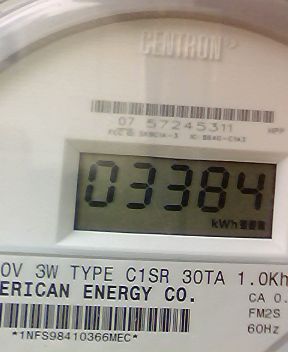 CENTRON
07 57245311 HPP
03384
kWh
0V 3W TYPE C1SR 30TA 1.0Kh
ERICAN ENERGY CO. CA 0.
FM2S
*1NFS98410366MEC* 60Hz